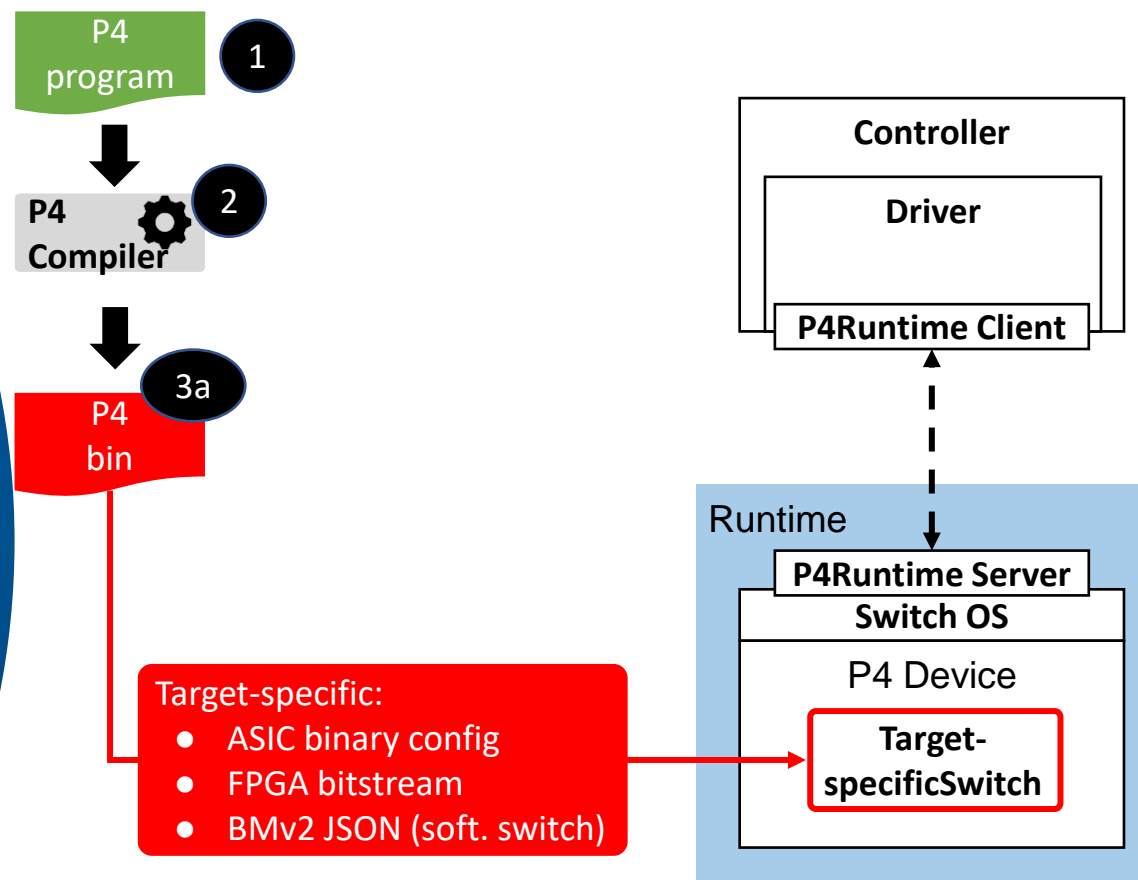 P4
program
1
P4
Compiler
2
3a
P4
bin
Target-specific:
● ASIC binary config
● FPGA bitstream
● BMv2 JSON (soft. switch)
Controller
Driver
P4Runtime Client
Runtime
P4Runtime Server
Switch OS
P4 Device
Target-
specificSwitch